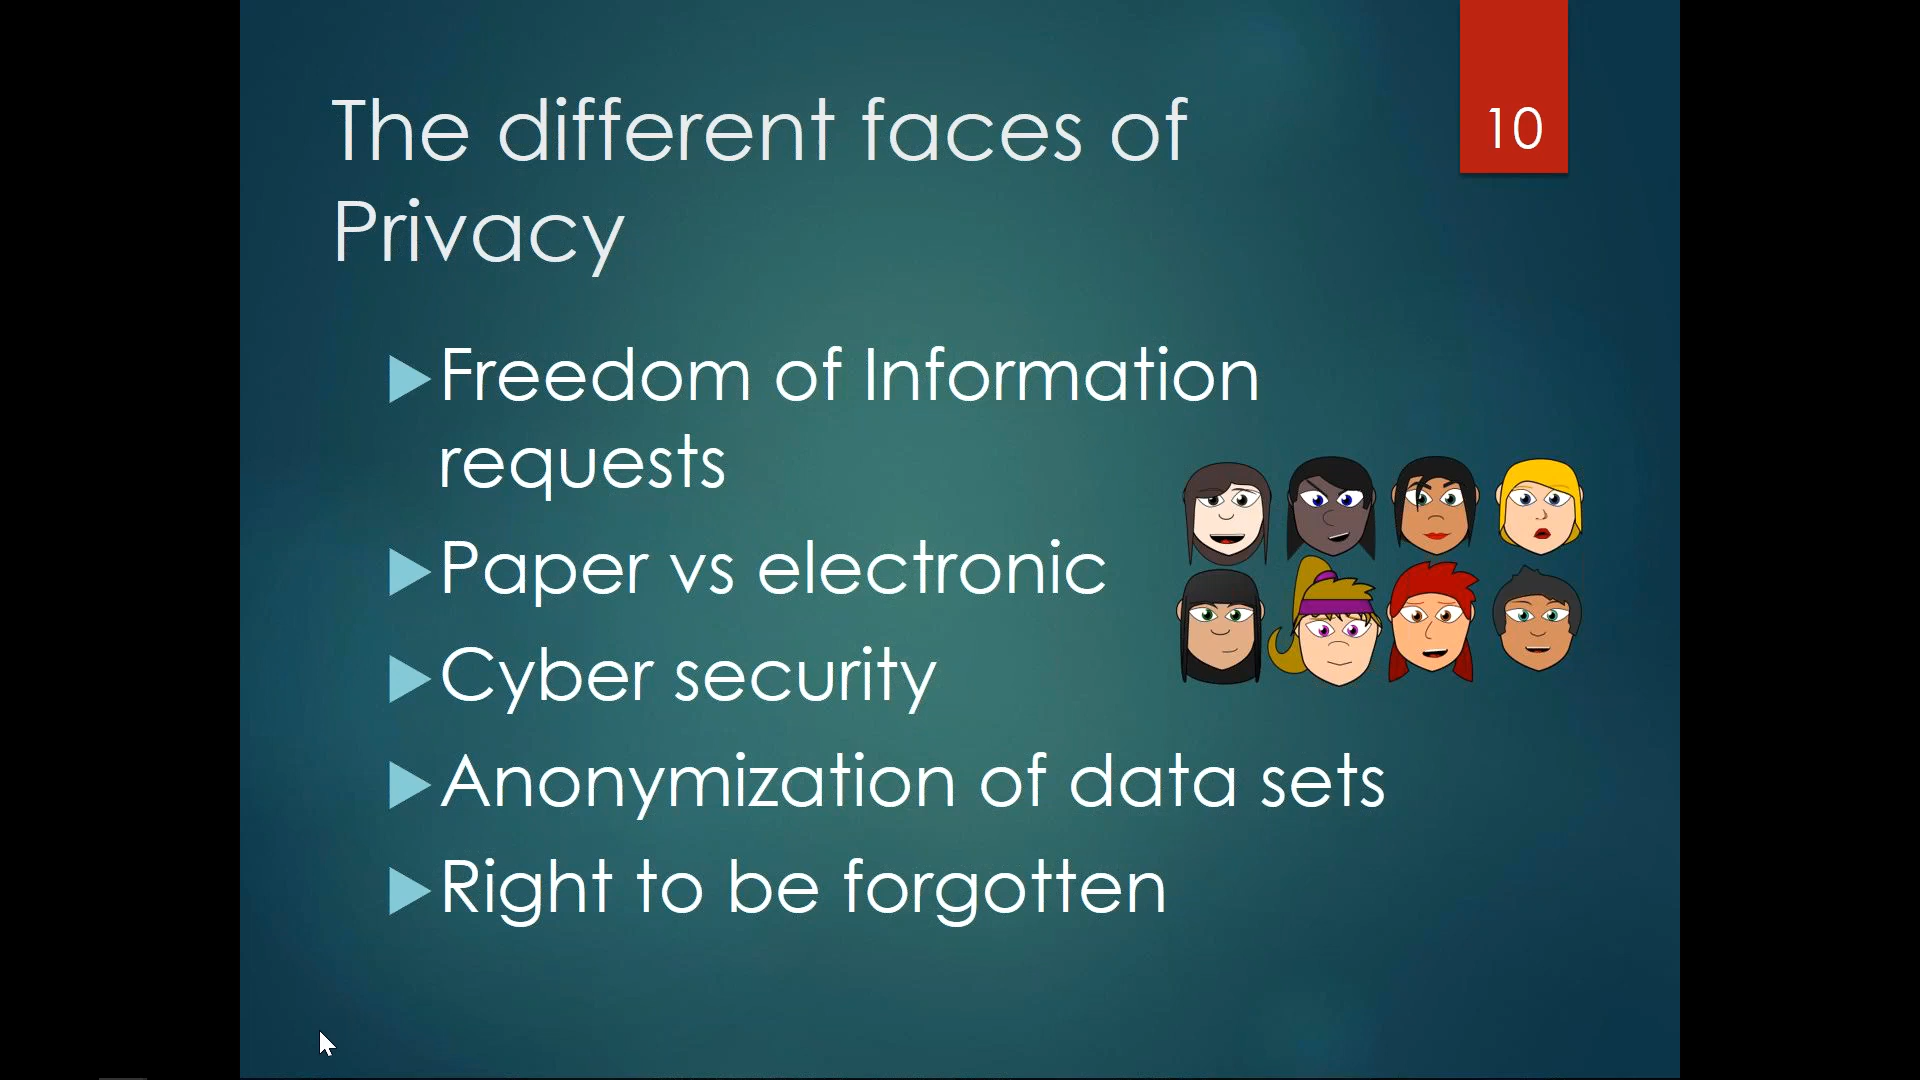 The different faces of
Privacy
10
Freedom of Information
requests
Paper vs electronic
Cyber security
Anonymization of data sets
Right to be forgotten